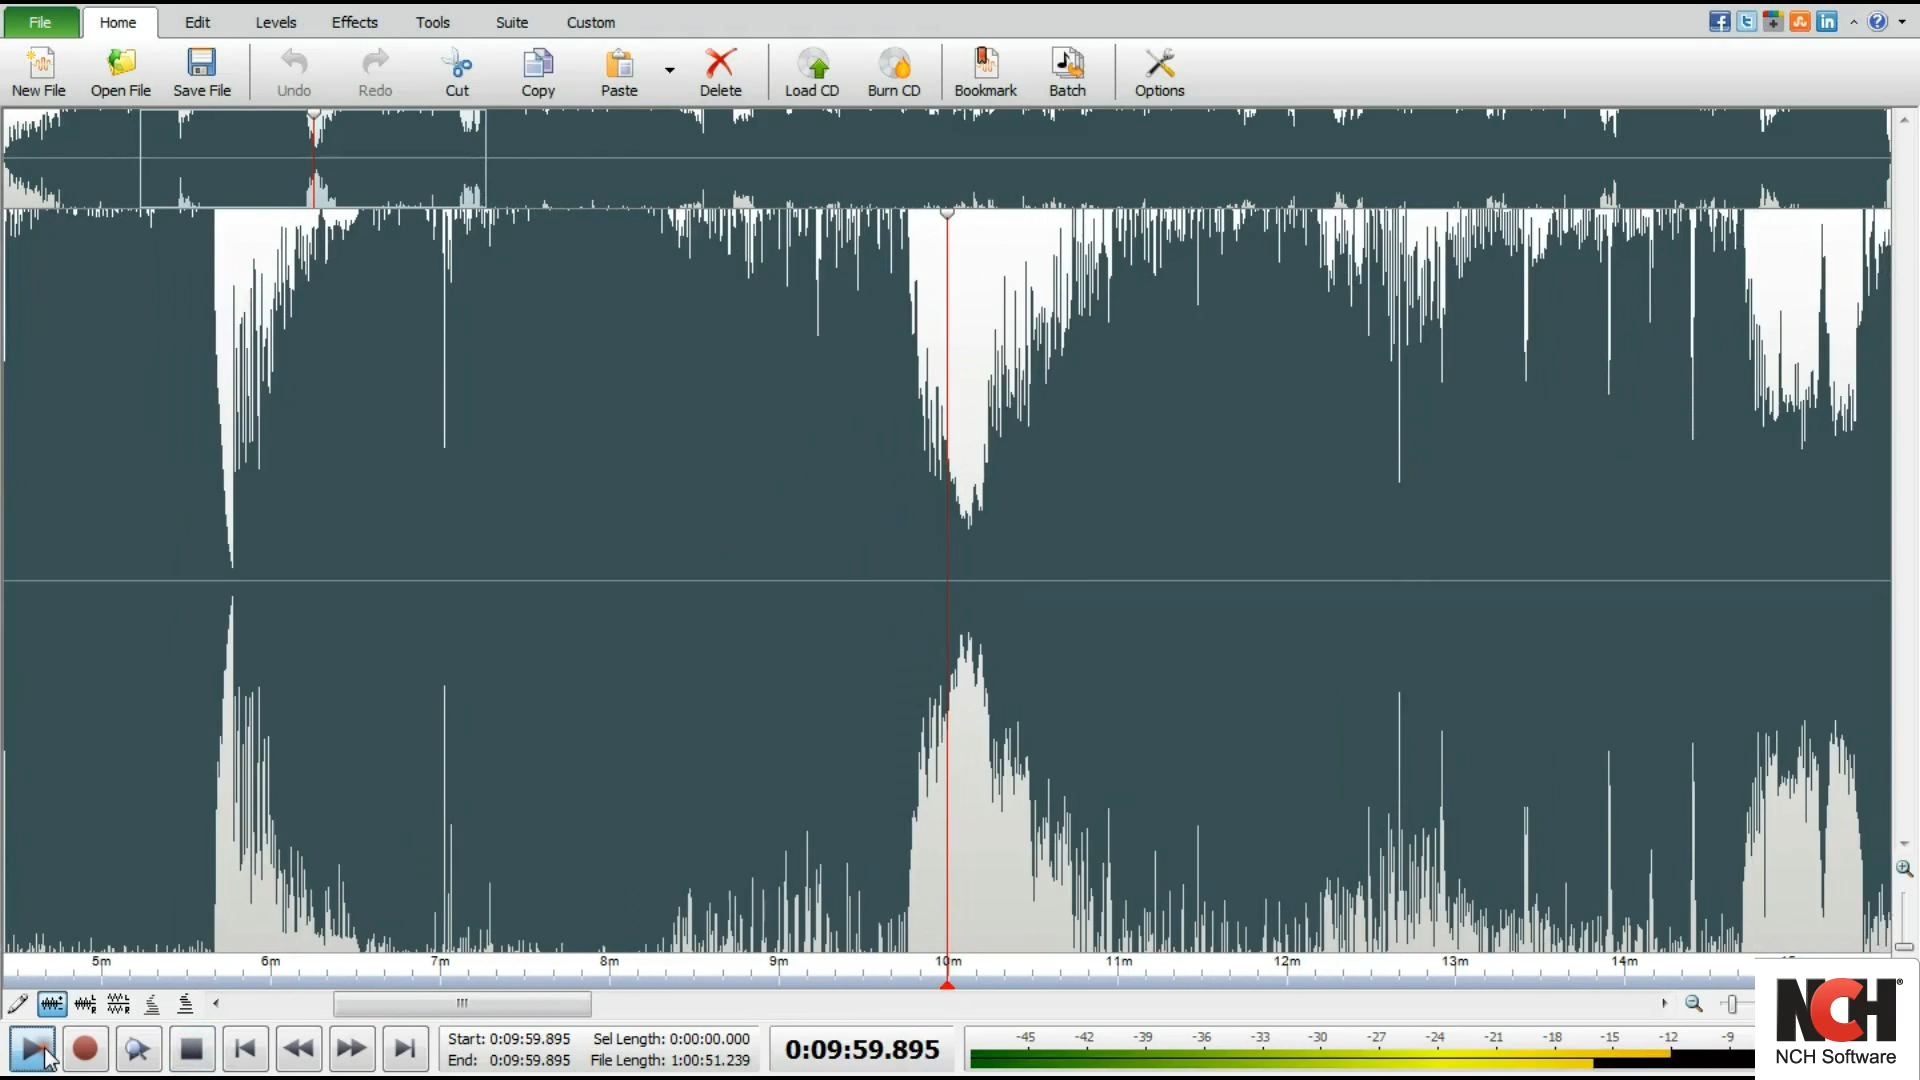 File Home Edit Levels Effects Tools Suite Custom
New File Open File Save File Undo Redo Cut Copy Paste Delete Load CD Burn CD Bookmark Batch Options
5m 6m 7m 8m 9m 10m 11m 12m 13m 14m
Start: 0:09:59.895 Sel Length: 0:00:00.000
End: 0:09:59.895 File Length: 1:00:51.239
0:09:59.895
-45 -42 -39 -36 -33 -30 -27 -24 -21 -18 -15 -12 -9
NCH®
NCH Software